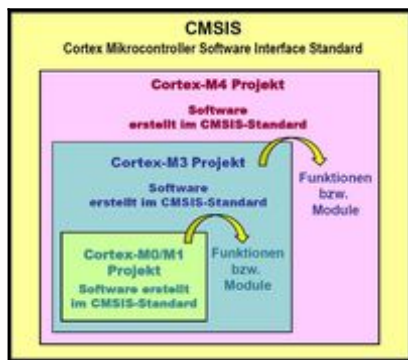 CMSIS
Cortex Mikrocontroller Software Interface Standard
Cortex-M4 Projekt
Software
erstellt im CMSIS-Standard
Cortex-M3 Projekt
Software
erstellt im CMSIS-Standard
Funktionen
bzw.
Module
Cortex-M0/M1
Projekt
Software erstellt
im CMSIS-Standard
Funktionen
bzw.
Module